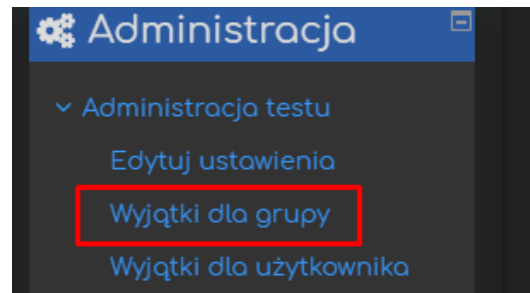 Administracja
Administracja testu
Edytuj ustawienia
Wyjątki dla grupy
Wyjątki dla użytkownika